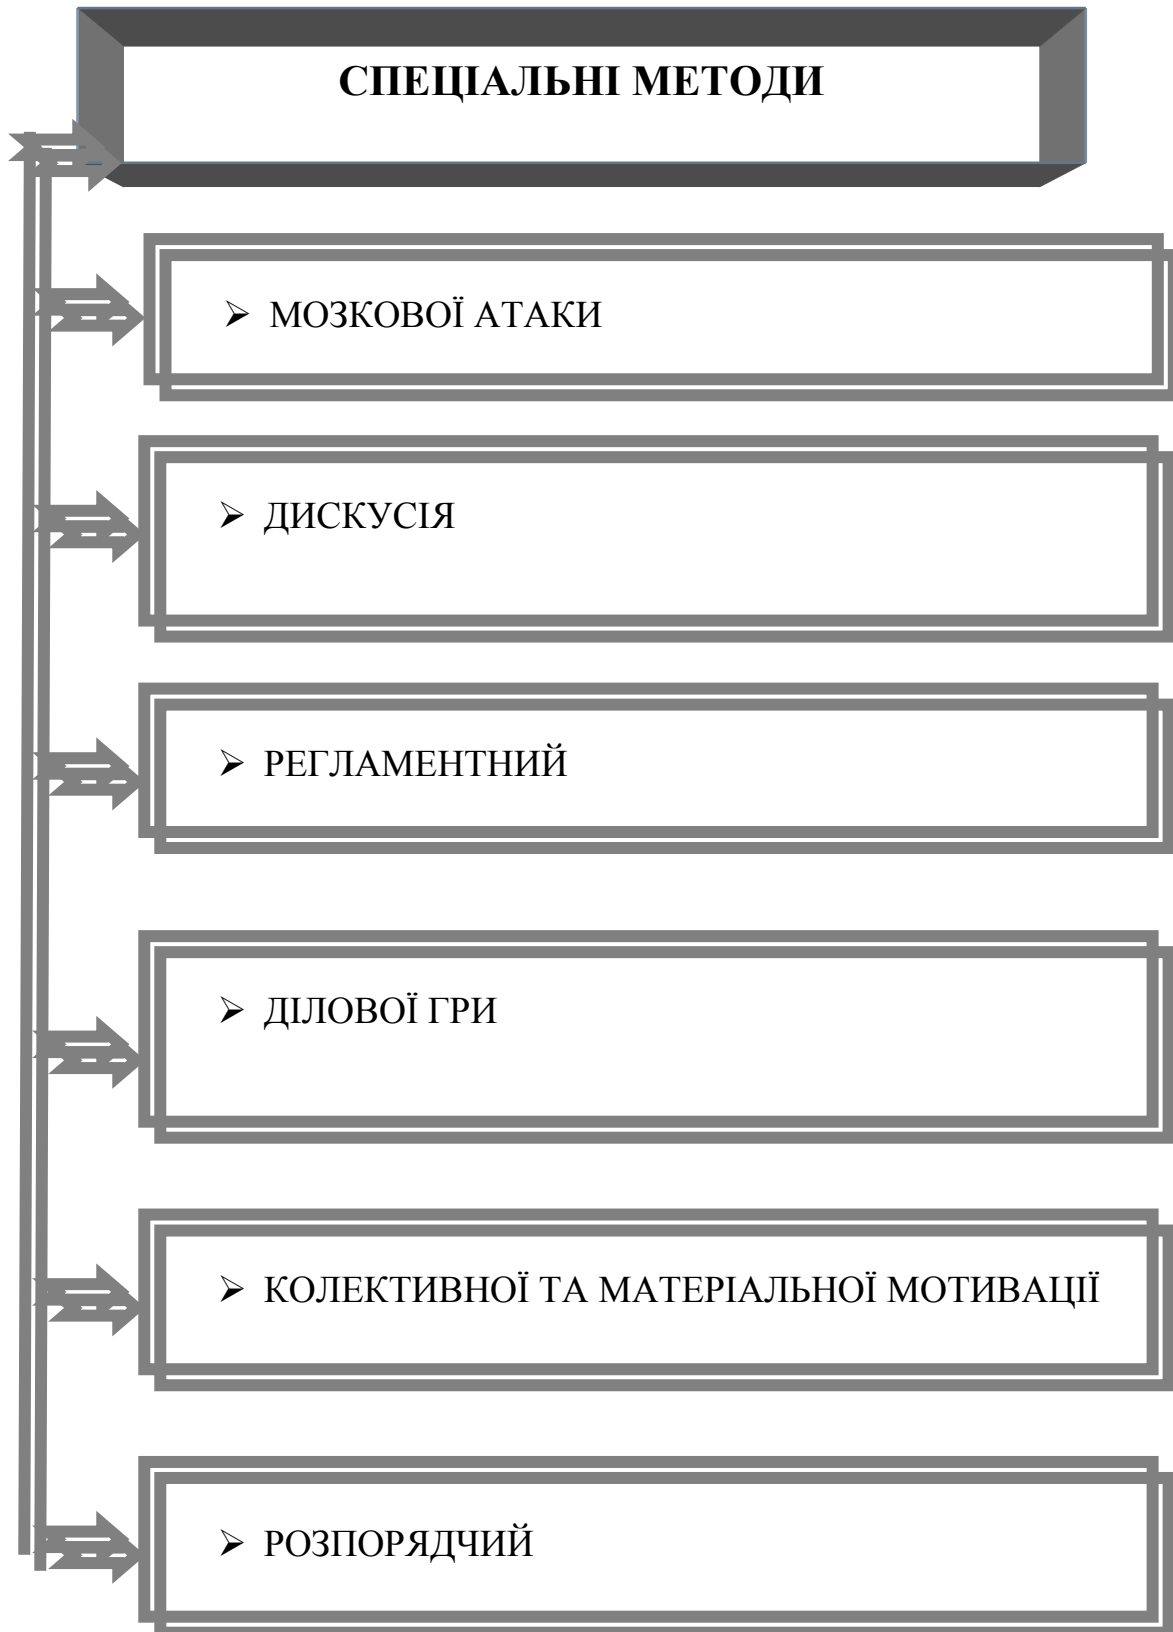 СПЕЦІАЛЬНІ МЕТОДИ
➢ МОЗКОВОЇ АТАКИ
➢ ДИСКУСІЯ
➢ РЕГЛАМЕНТНИЙ
➢ ДІЛОВОЇ ГРИ
➢ КОЛЕКТИВНОЇ ТА МАТЕРІАЛЬНОЇ МОТИВАЦІЇ
➢ РОЗПОРЯДЧИЙ